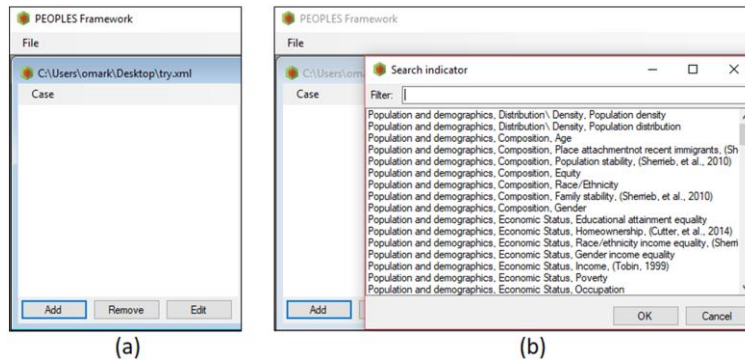 PEOPLES Framework
File
C:\Users\omark\Desktop\try.xml
Case
Add Remove Edit
(a)
PEOPLES Framework
File
C:\Users\om
Case
Add
Search indicator
Filter:
Population and demographics, Distribution\ Density, Population density
Population and demographics, Distribution\ Density, Population distribution
Population and demographics, Composition, Age
Population and demographics, Composition, Place attachmentnot recent immigrants, (Sh
Population and demographics, Composition, Population stability, (Sherrieb, et al., 2010)
Population and demographics, Composition, Equity
Population and demographics, Composition, Race/Ethnicity
Population and demographics, Composition, Family stability, (Sherrieb, et al., 2010)
Population and demographics, Composition, Gender
Population and demographics, Economic Status, Educational attainment equality
Population and demographics, Economic Status, Homeownership, (Cutter, et al., 2014)
Population and demographics, Economic Status, Race/ethnicity income equality, (Sherri
Population and demographics, Economic Status, Gender income equality
Population and demographics, Economic Status, Income, (Tobin, 1999)
Population and demographics, Economic Status, Poverty
Population and demographics, Economic Status, Occupation
OK Cancel
(b)